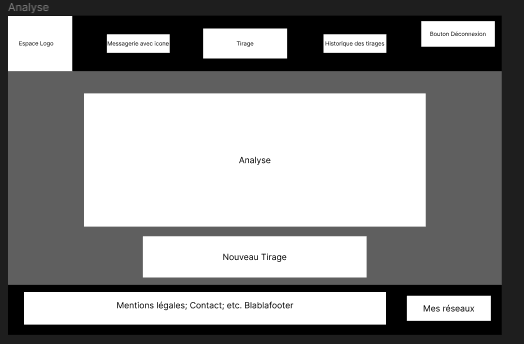 Analyse
Espace Logo
Messagerie avec icone
Tirage
Historique des tirages
Bouton Déconnexion
Analyse
Nouveau Tirage
Mentions légales; Contact; etc. Blablafooter
Mes réseaux